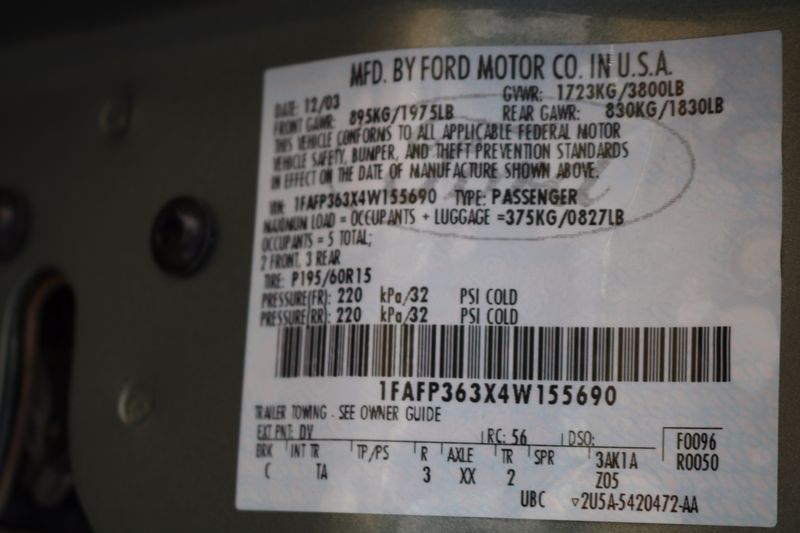 MFD. BY FORD MOTOR CO. IN U.S.A.
DATE: 12/03 GVWR: 1723KG/3800LB
FRONT GAWR: 895KG/1975LB REAR GAWR: 830KG/1830LB
THIS VEHICLE CONFORMS TO ALL APPLICABLE FEDERAL MOTOR
VEHICLE SAFETY, BUMPER, AND THEFT PREVENTION STANDARDS
IN EFFECT ON THE DATE OF MANUFACTURE SHOWN ABOVE.
VIN: 1FAFP363X4W155690 TYPE: PASSENGER
MAXIMUM LOAD = OCCUPANTS + LUGGAGE =375KG/0827LB
OCCUPANTS = 5 TOTAL;
2 FRONT, 3 REAR
TIRE: P195/60R15
PRESSURE(FR): 220 kPa/32 PSI COLD
PRESSURE(RR): 220 kPa/32 PSI COLD
1FAFP363X4W155690
TRAILER TOWING - SEE OWNER GUIDE
EXT PNT: DV RC: 56 DSO: F0096
BRK INT TR TP/PS R AXLE TR SPR 3AK1A R0050
C TA 3 XX 2 Z05
UBC ▽2U5A-5420472-AA